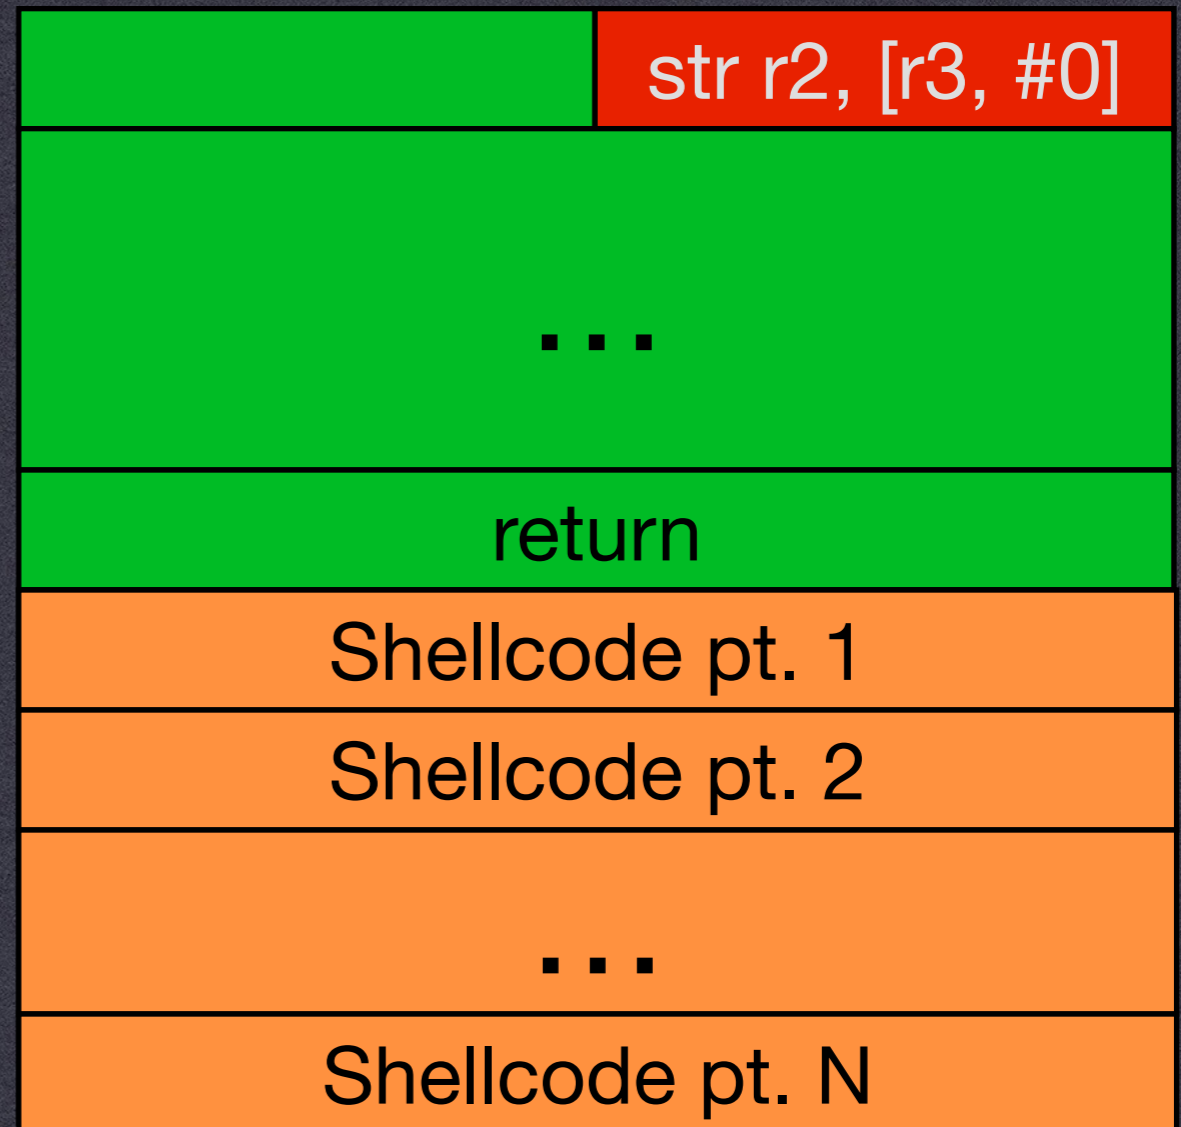 str r2, [r3, #0]
...
return
Shellcode pt. 1
Shellcode pt. 2
...
Shellcode pt. N